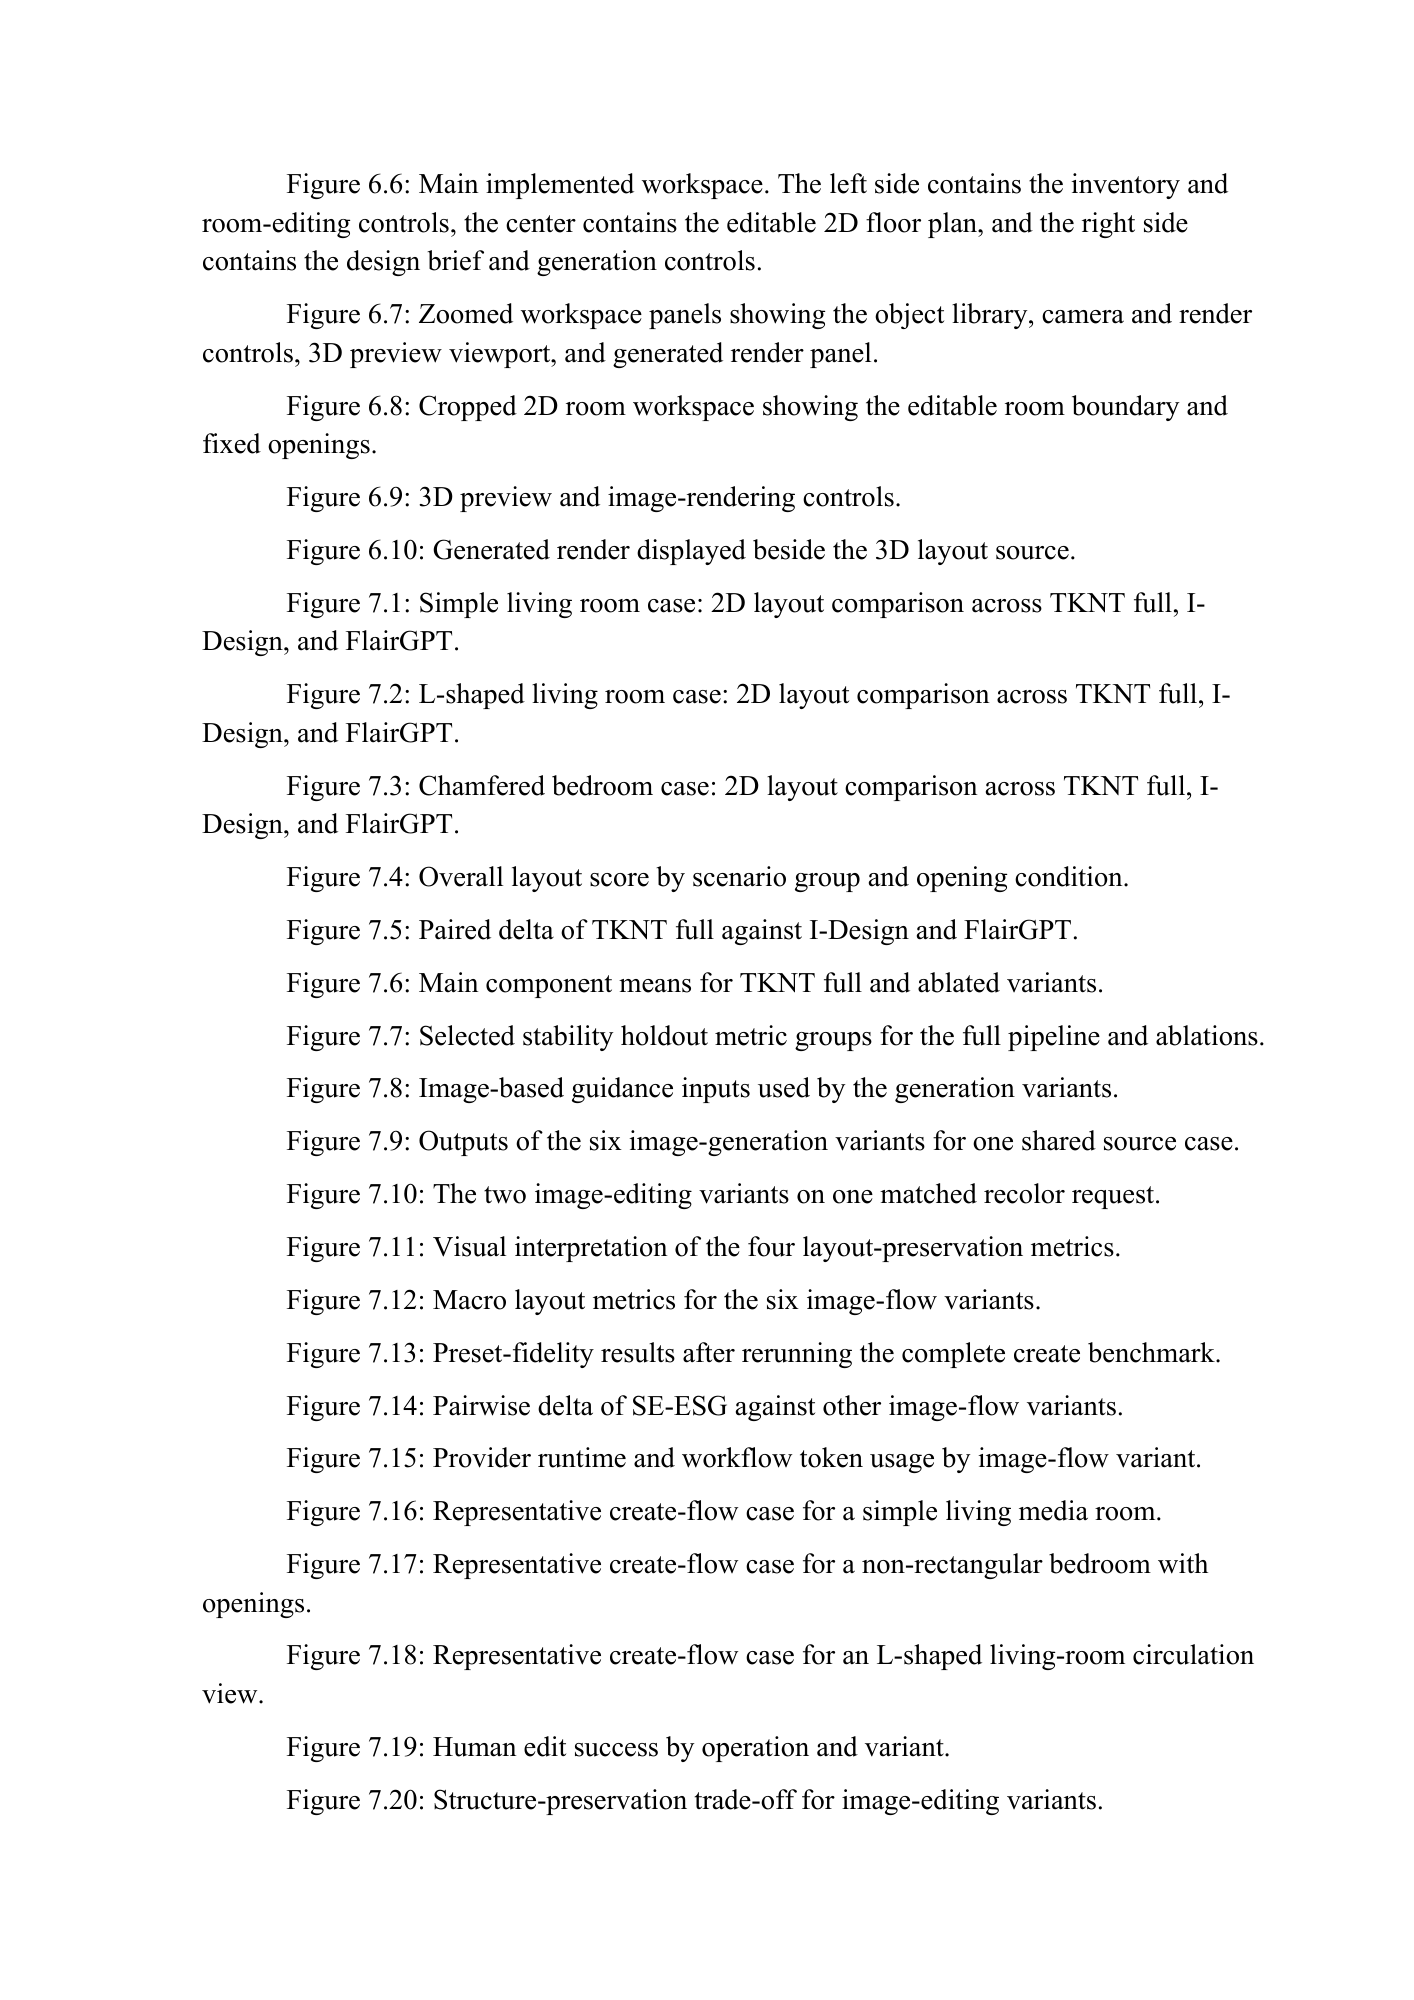 Figure 6.6: Main implemented workspace. The left side contains the inventory and
room-editing controls, the center contains the editable 2D floor plan, and the right side
contains the design brief and generation controls.
Figure 6.7: Zoomed workspace panels showing the object library, camera and render
controls, 3D preview viewport, and generated render panel.
Figure 6.8: Cropped 2D room workspace showing the editable room boundary and
fixed openings.
Figure 6.9: 3D preview and image-rendering controls.
Figure 6.10: Generated render displayed beside the 3D layout source.
Figure 7.1: Simple living room case: 2D layout comparison across TKNT full, I-
Design, and FlairGPT.
Figure 7.2: L-shaped living room case: 2D layout comparison across TKNT full, I-
Design, and FlairGPT.
Figure 7.3: Chamfered bedroom case: 2D layout comparison across TKNT full, I-
Design, and FlairGPT.
Figure 7.4: Overall layout score by scenario group and opening condition.
Figure 7.5: Paired delta of TKNT full against I-Design and FlairGPT.
Figure 7.6: Main component means for TKNT full and ablated variants.
Figure 7.7: Selected stability holdout metric groups for the full pipeline and ablations.
Figure 7.8: Image-based guidance inputs used by the generation variants.
Figure 7.9: Outputs of the six image-generation variants for one shared source case.
Figure 7.10: The two image-editing variants on one matched recolor request.
Figure 7.11: Visual interpretation of the four layout-preservation metrics.
Figure 7.12: Macro layout metrics for the six image-flow variants.
Figure 7.13: Preset-fidelity results after rerunning the complete create benchmark.
Figure 7.14: Pairwise delta of SE-ESG against other image-flow variants.
Figure 7.15: Provider runtime and workflow token usage by image-flow variant.
Figure 7.16: Representative create-flow case for a simple living media room.
Figure 7.17: Representative create-flow case for a non-rectangular bedroom with
openings.
Figure 7.18: Representative create-flow case for an L-shaped living-room circulation
view.
Figure 7.19: Human edit success by operation and variant.
Figure 7.20: Structure-preservation trade-off for image-editing variants.